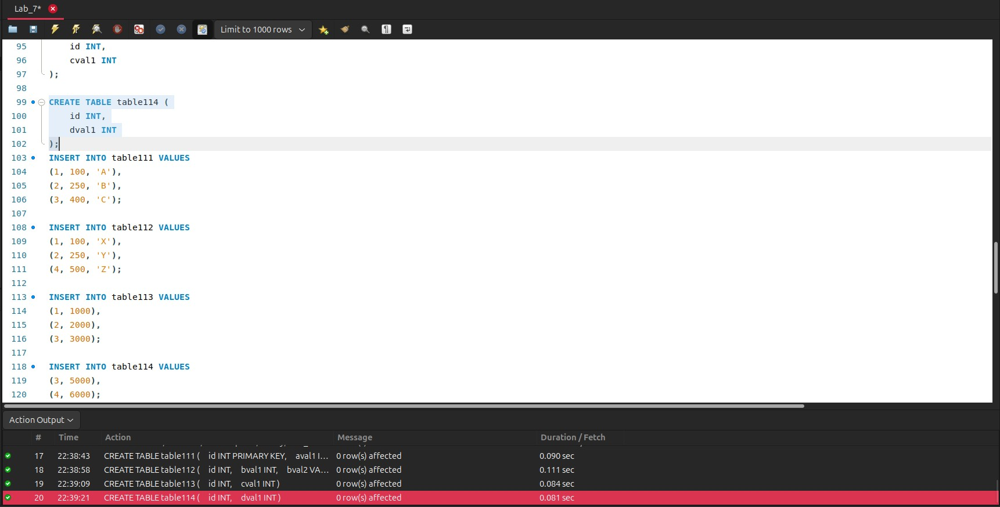 Lab_7*
Limit to 1000 rows
95 id INT,
96 cval1 INT
97 );
98
99 CREATE TABLE table114 (
100 id INT,
101 dval1 INT
102 );
103 INSERT INTO table111 VALUES
104 (1, 100, 'A'),
105 (2, 250, 'B'),
106 (3, 400, 'C');
107
108 INSERT INTO table112 VALUES
109 (1, 100, 'X'),
110 (2, 250, 'Y'),
111 (4, 500, 'Z');
112
113 INSERT INTO table113 VALUES
114 (1, 1000),
115 (2, 2000),
116 (3, 3000);
117
118 INSERT INTO table114 VALUES
119 (3, 5000),
120 (4, 6000);
Action Output
# Time Action Message Duration / Fetch
17 22:38:43 CREATE TABLE table111 ( id INT PRIMARY KEY, aval1 I... 0 row(s) affected 0.090 sec
18 22:38:58 CREATE TABLE table112 ( id INT, bval1 INT, bval2 VA... 0 row(s) affected 0.111 sec
19 22:39:09 CREATE TABLE table113 ( id INT, cval1 INT ) 0 row(s) affected 0.084 sec
20 22:39:21 CREATE TABLE table114 ( id INT, dval1 INT ) 0 row(s) affected 0.081 sec